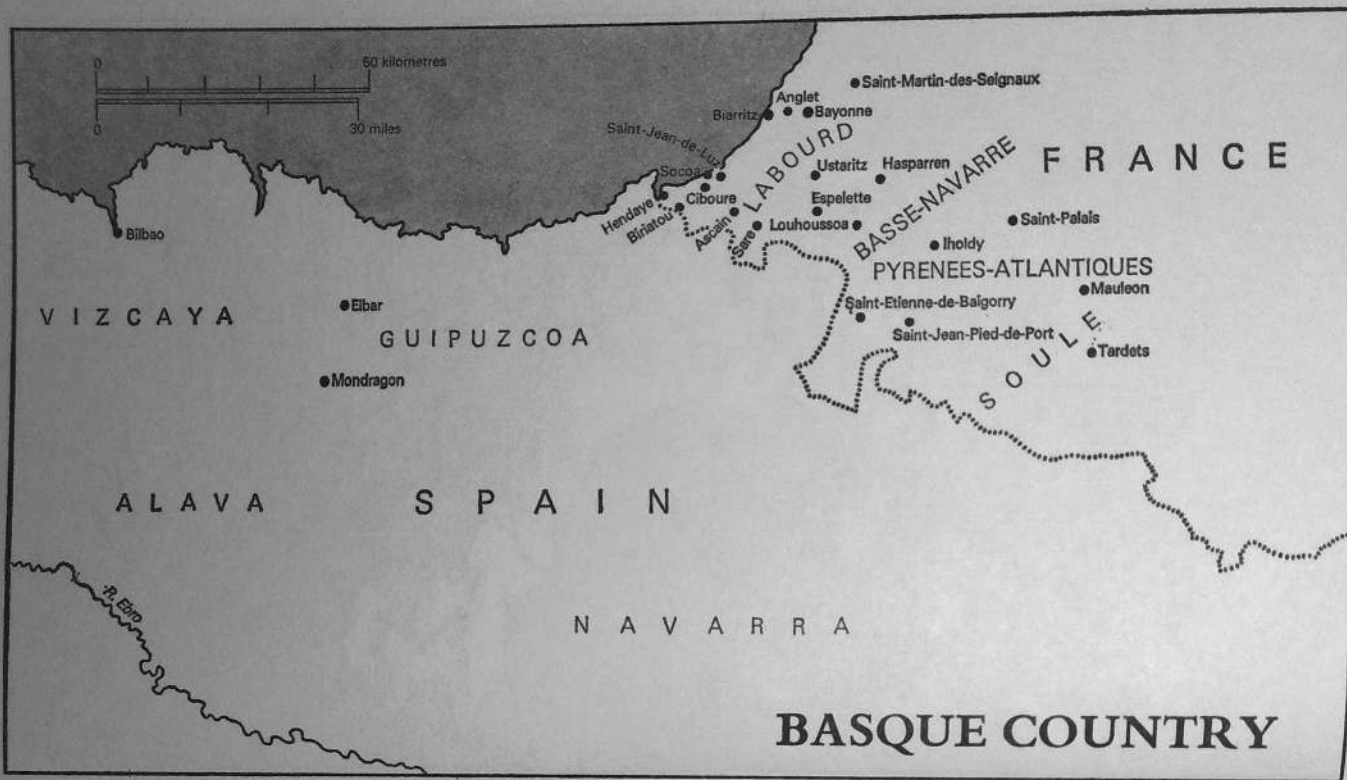 0 50 kilometres
0 30 miles
Saint-Martin-des-Seignaux
Anglet
Biarritz
Bayonne
Saint-Jean-de-Luz
LABOURD
FRANCE
Socoa
Ustaritz
Hasparren
Ciboure
Hendaye
Biriatou
Espelette
BASSE-NAVARRE
Ascain
Sare
Louhoussoa
Saint-Palais
Bilbao
Iholdy
PYRENEES-ATLANTIQUES
Mauleon
Eibar
Saint-Etienne-de-Baigorry
VIZCAYA
GUIPUZCOA
Saint-Jean-Pied-de-Port
SOULE
Tardets
Mondragon
ALAVA
SPAIN
R. Ebro
NAVARRA
BASQUE COUNTRY